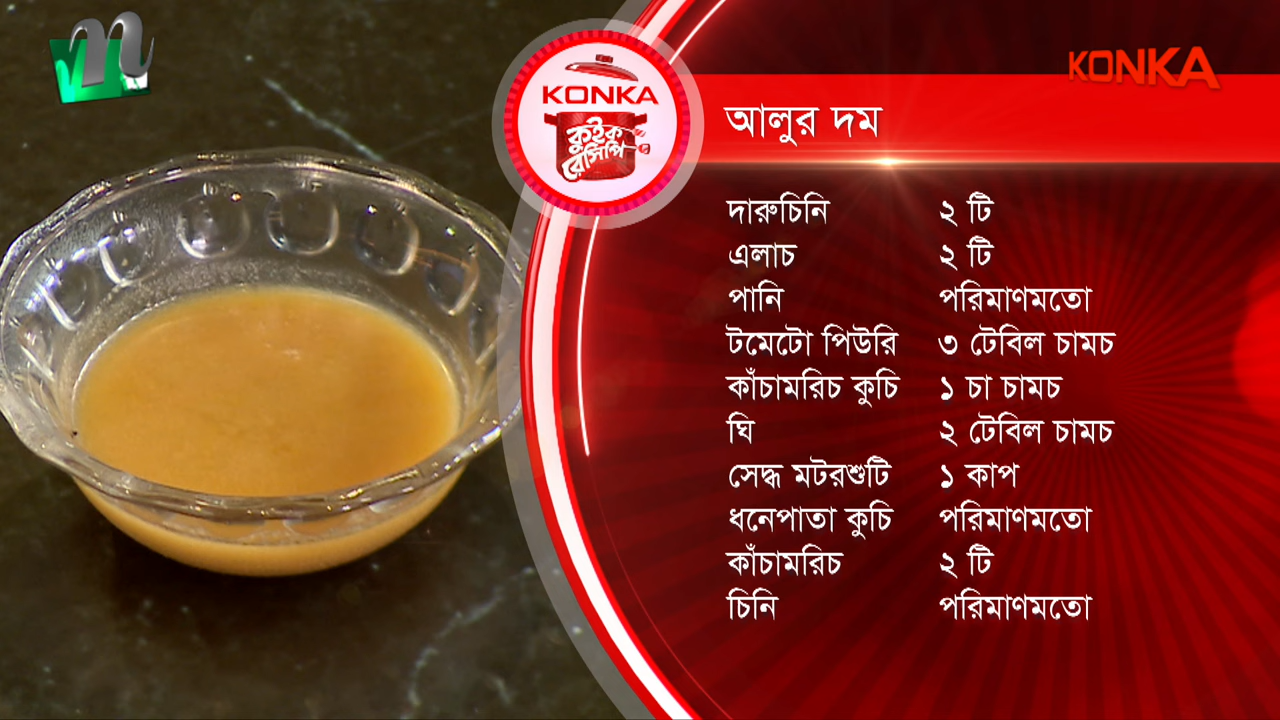 n
KONKA
কুইক
রেসিপি
KONKA
আলুর দম
দারুচিনি ২ টি
এলাচ ২ টি
পানি পরিমাণমতো
টমেটো পিউরি ৩ টেবিল চামচ
কাঁচামরিচ কুচি ১ চা চামচ
ঘি ২ টেবিল চামচ
সেদ্ধ মটরশুটি ১ কাপ
ধনেপাতা কুচি পরিমাণমতো
কাঁচামরিচ ২ টি
চিনি পরিমাণমতো